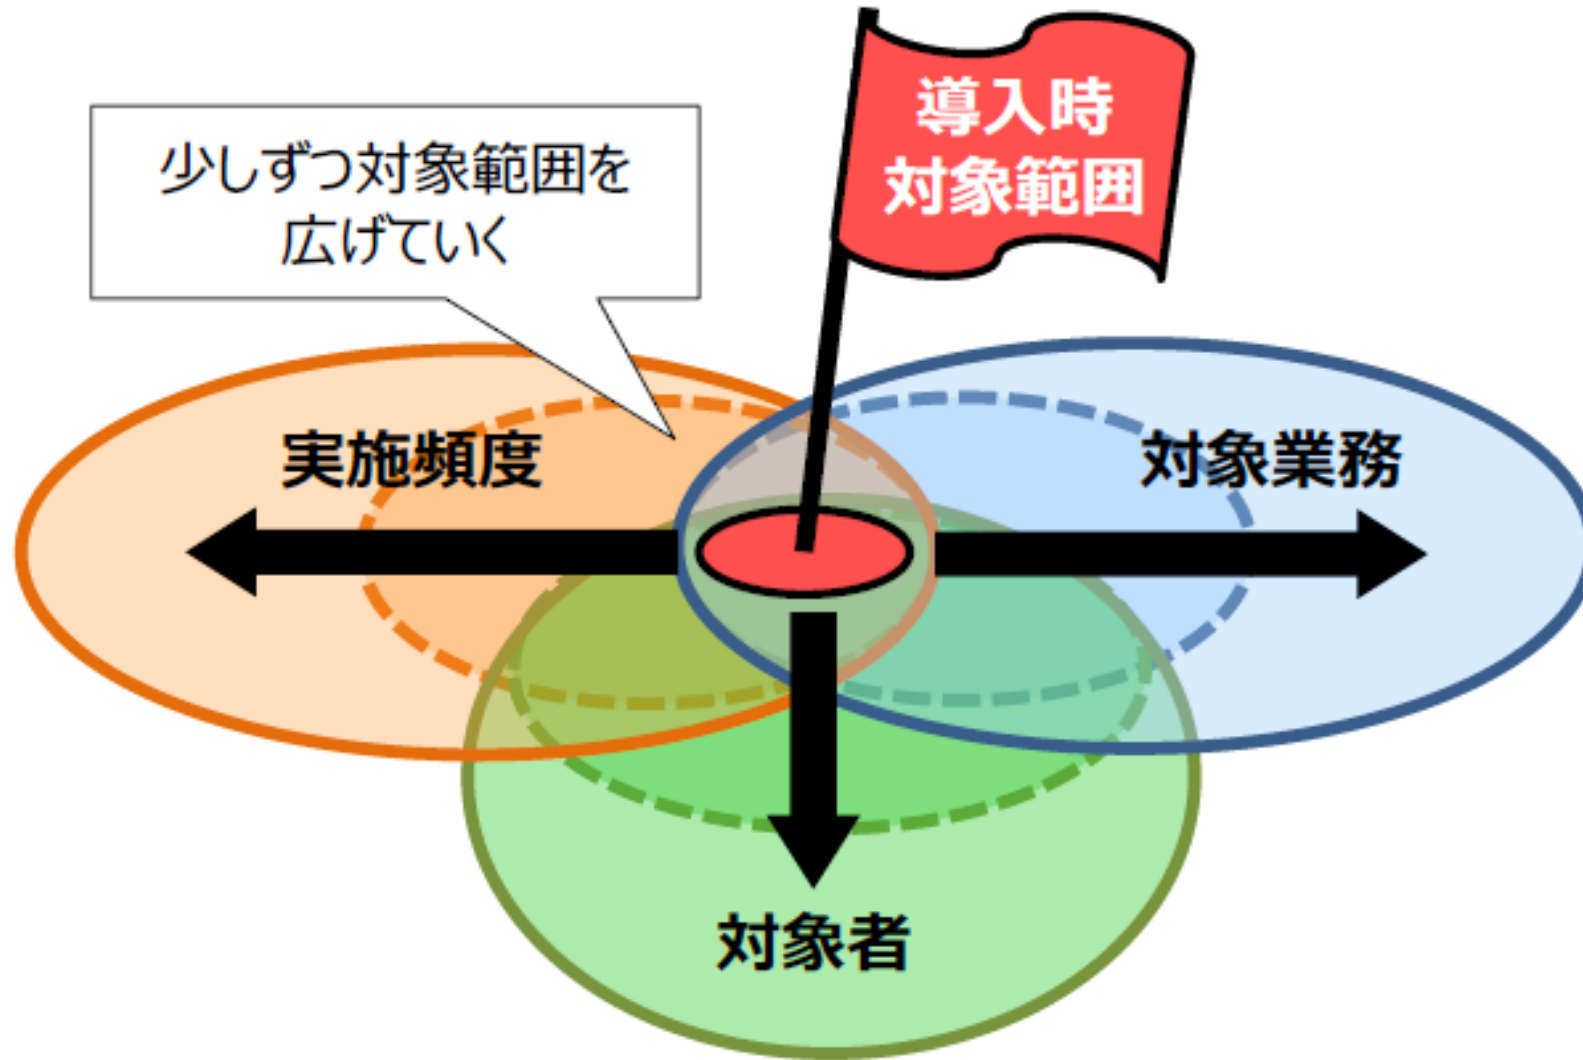 導入時
対象範囲
少しずつ対象範囲を
広げていく
実施頻度
対象業務
対象者